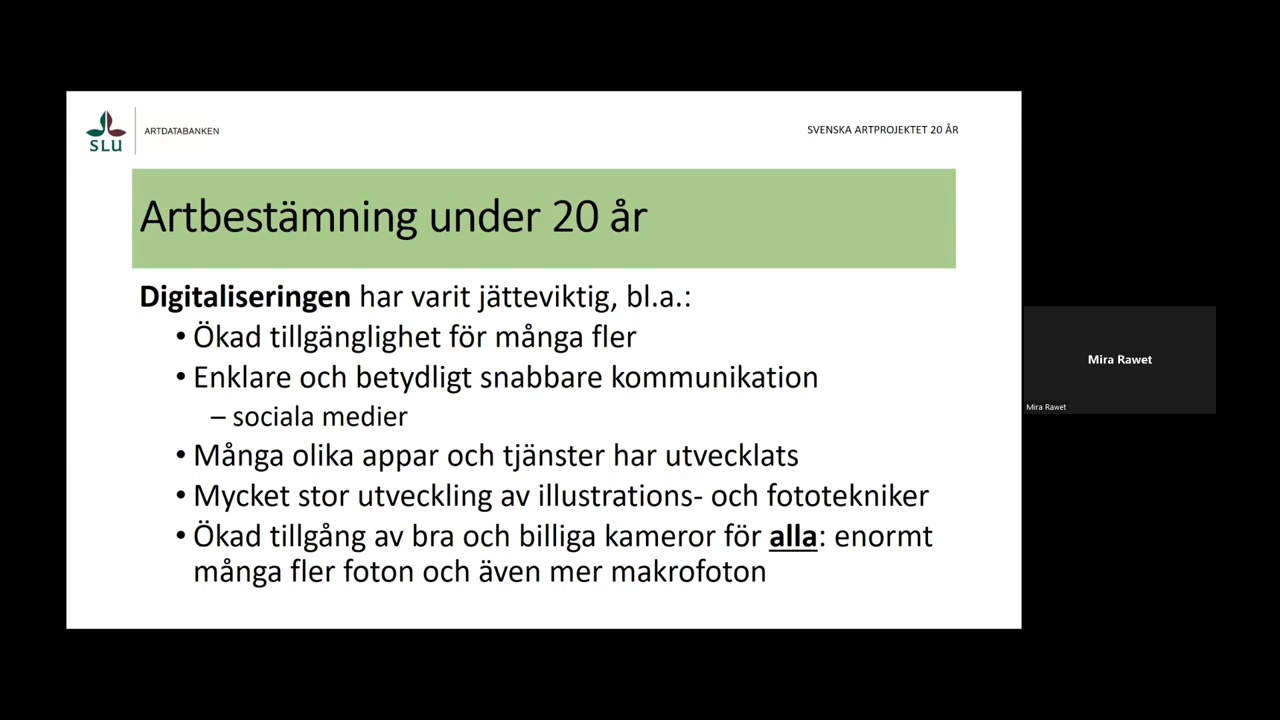 SLU
ARTDATABANKEN
SVENSKA ARTPROJEKTET 20 ÅR
Artbestämning under 20 år
Digitaliseringen har varit jätteviktig, bl.a.:
• Ökad tillgänglighet för många fler
• Enklare och betydligt snabbare kommunikation
– sociala medier
• Många olika appar och tjänster har utvecklats
• Mycket stor utveckling av illustrations- och fototekniker
• Ökad tillgång av bra och billiga kameror för alla: enormt
många fler foton och även mer makrofoton
Mira Rawet
Mira Rawet